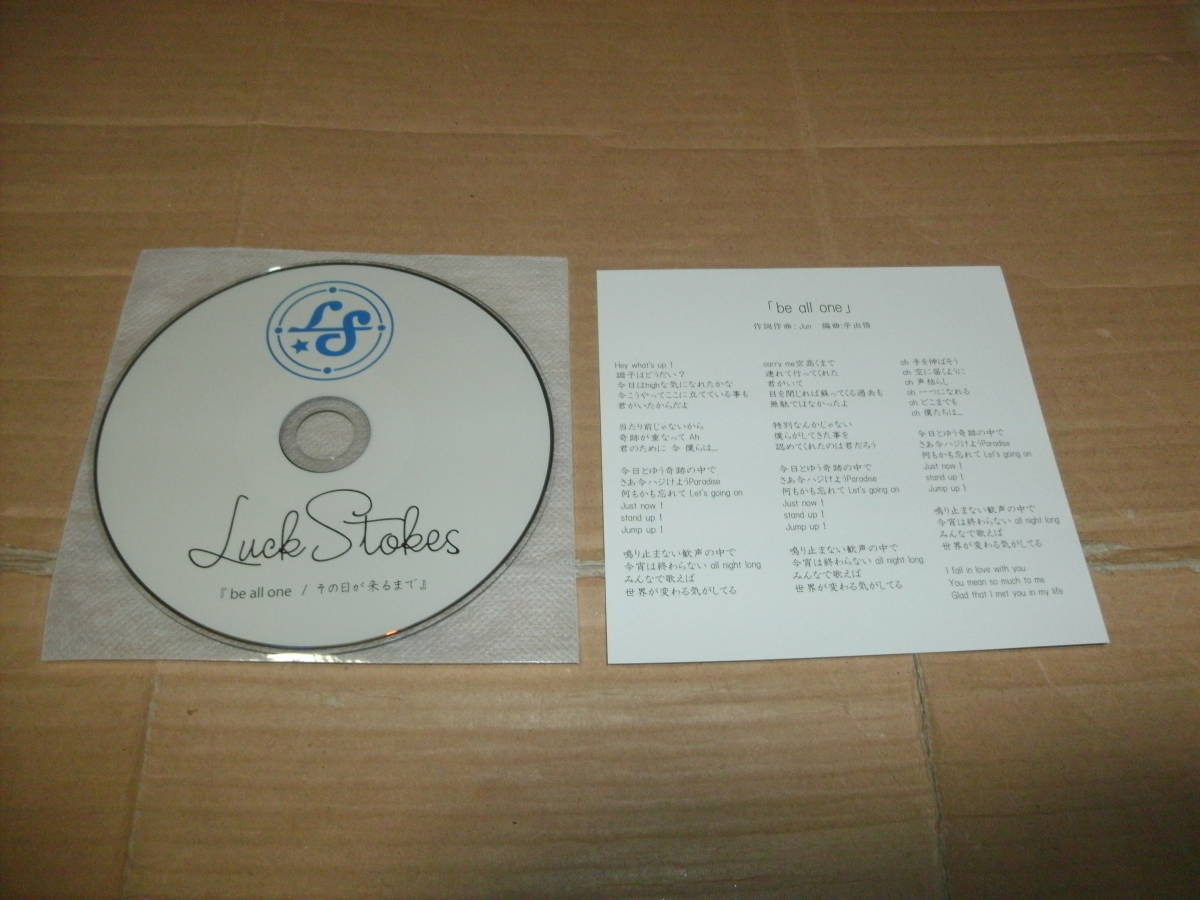 LS
Luck Stokes
『be all one / その日が来るまで』
「be all one」
作詞作曲:Jun 編曲:平山悟
Hey what's up!
調子はどうだい?
今日はhighな気になれたかな
今こうやってここに立てている事も
君がいたからだよ
当たり前じゃないから
奇跡が重なって Ah
君のために 今 僕らは...
今日とゆう奇跡の中で
さあ今ハジけようParadise
何もかも忘れて Let's going on
Just now!
stand up!
Jump up!
鳴り止まない歓声の中で
今宵は終わらない all night long
みんなで歌えば
世界が変わる気がしてる
carry me空高くまで
連れて行ってくれた
君がいて
目を閉じれば蘇ってくる過去も
無駄ではなかったよ
特別なんかじゃない
僕らがしてきた事を
認めてくれたのは君だろう
今日とゆう奇跡の中で
さあ今ハジけようParadise
何もかも忘れて Let's going on
Just now!
stand up!
Jump up!
鳴り止まない歓声の中で
今宵は終わらない all night long
みんなで歌えば
世界が変わる気がしてる
oh 手を伸ばそう
oh 空に届くように
oh 声枯らし
oh 一つになれる
oh どこまでも
oh 僕たちは...
今日とゆう奇跡の中で
さあ今ハジけようParadise
何もかも忘れて Let's going on
Just now!
stand up!
Jump up!
鳴り止まない歓声の中で
今宵は終わらない all night long
みんなで歌えば
世界が変わる気がしてる
I fall in love with you
You mean so much to me
Glad that I met you in my life